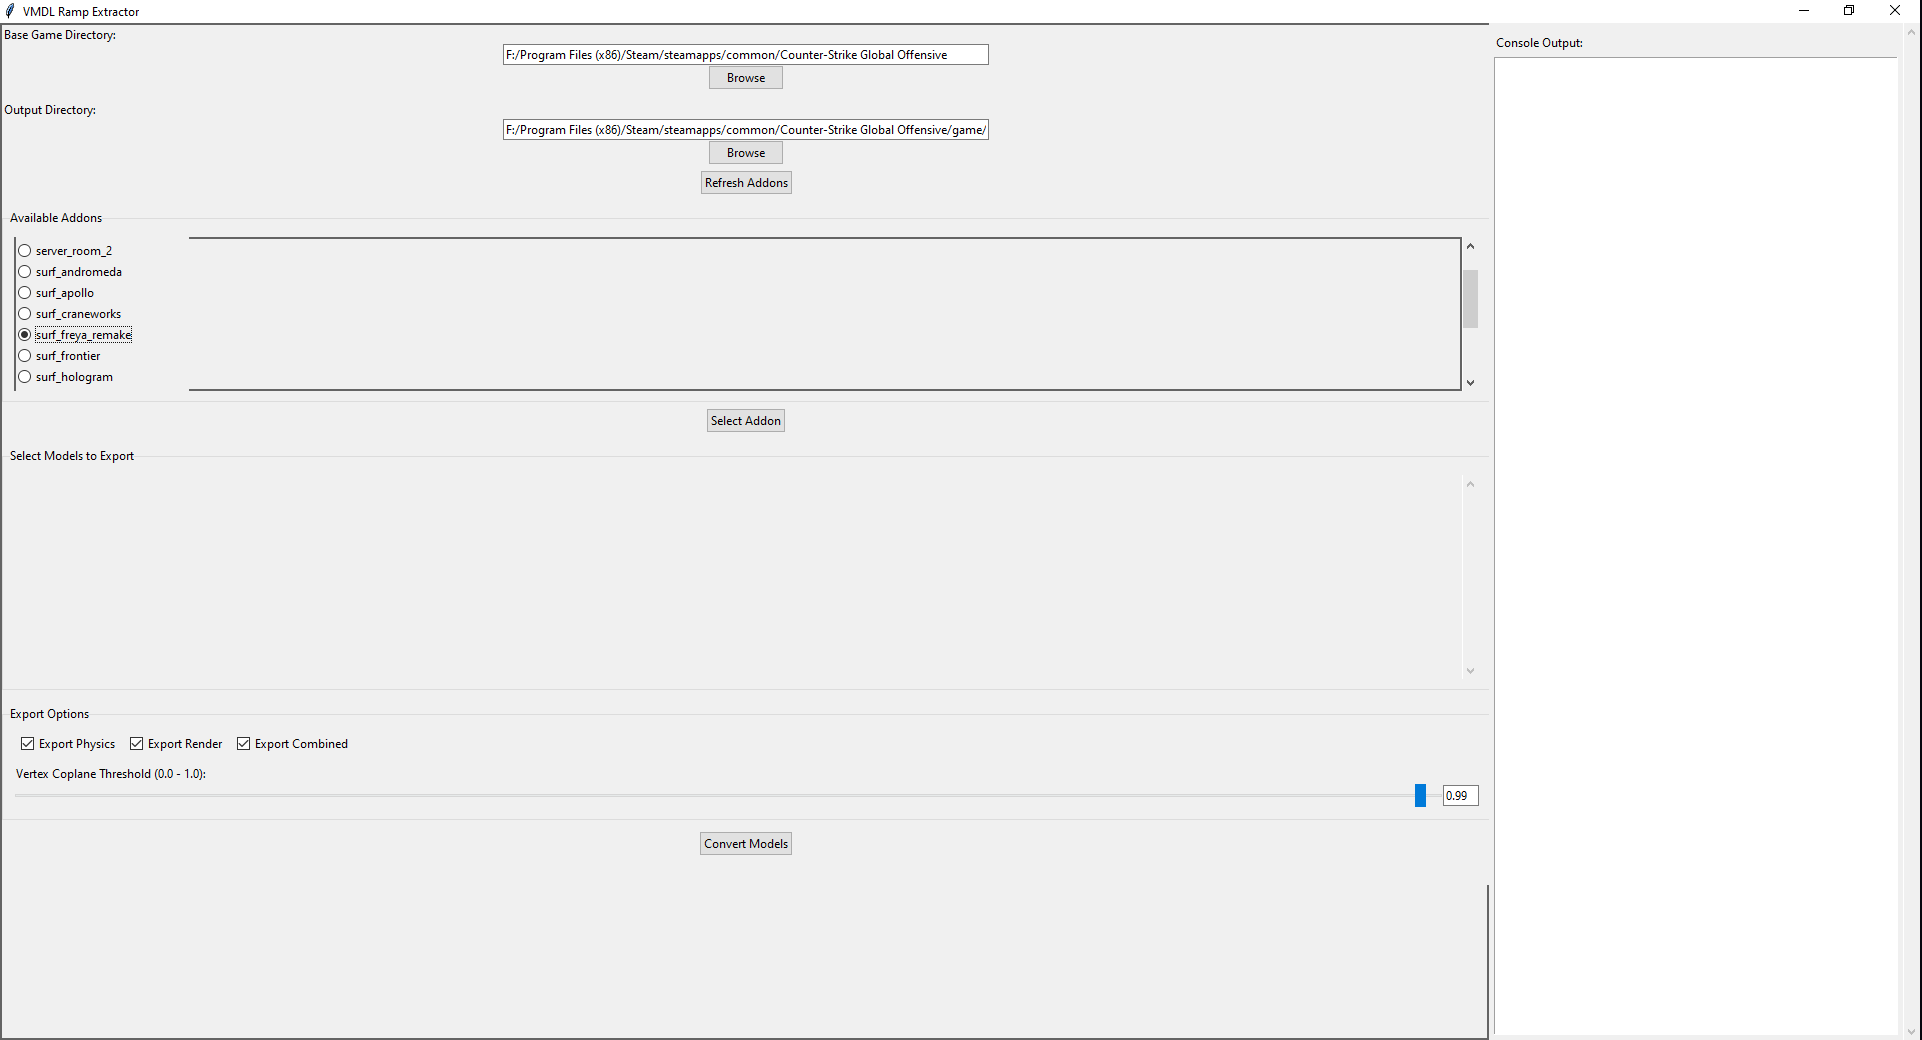 VMDL Ramp Extractor
Base Game Directory:
F:/Program Files (x86)/Steam/steamapps/common/Counter-Strike Global Offensive
Browse
Output Directory:
F:/Program Files (x86)/Steam/steamapps/common/Counter-Strike Global Offensive/game/
Browse
Refresh Addons
Available Addons
server_room_2
surf_andromeda
surf_apollo
surf_craneworks
surf_freya_remake
surf_frontier
surf_hologram
Select Addon
Select Models to Export
Export Options
Export Physics Export Render Export Combined
Vertex Coplane Threshold (0.0 - 1.0):
0.99
Convert Models
Console Output: